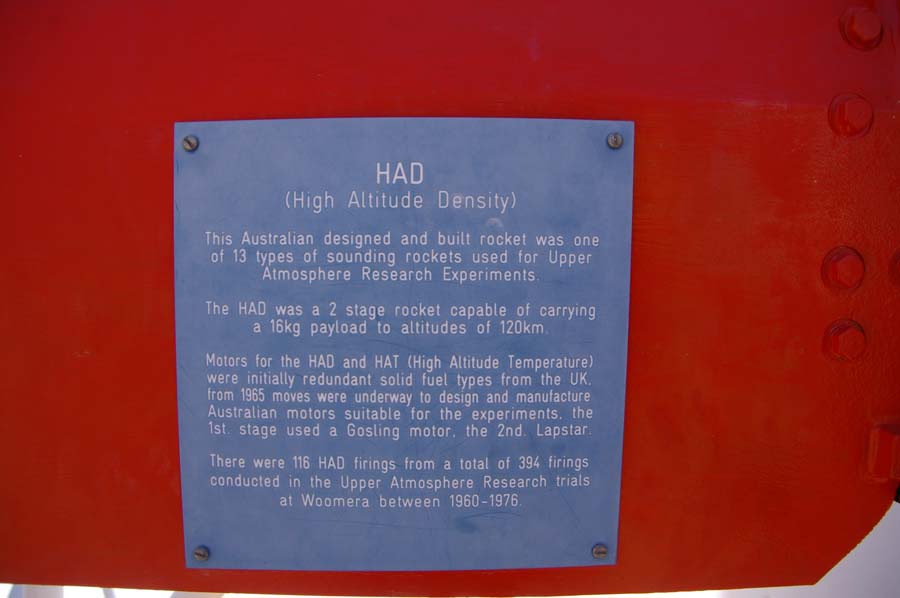 HAD
(High Altitude Density)
This Australian designed and built rocket was one
of 13 types of sounding rockets used for Upper
Atmosphere Research Experiments.
The HAD was a 2 stage rocket capable of carrying
a 16kg payload to altitudes of 120km.
Motors for the HAD and HAT (High Altitude Temperature)
were initially redundant solid fuel types from the UK,
from 1965 moves were underway to design and manufacture
Australian motors suitable for the experiments, the
1st. stage used a Gosling motor, the 2nd. Lapstar.
There were 116 HAD firings from a total of 394 firings
conducted in the Upper Atmosphere Research trials
at Woomera between 1960-1976.